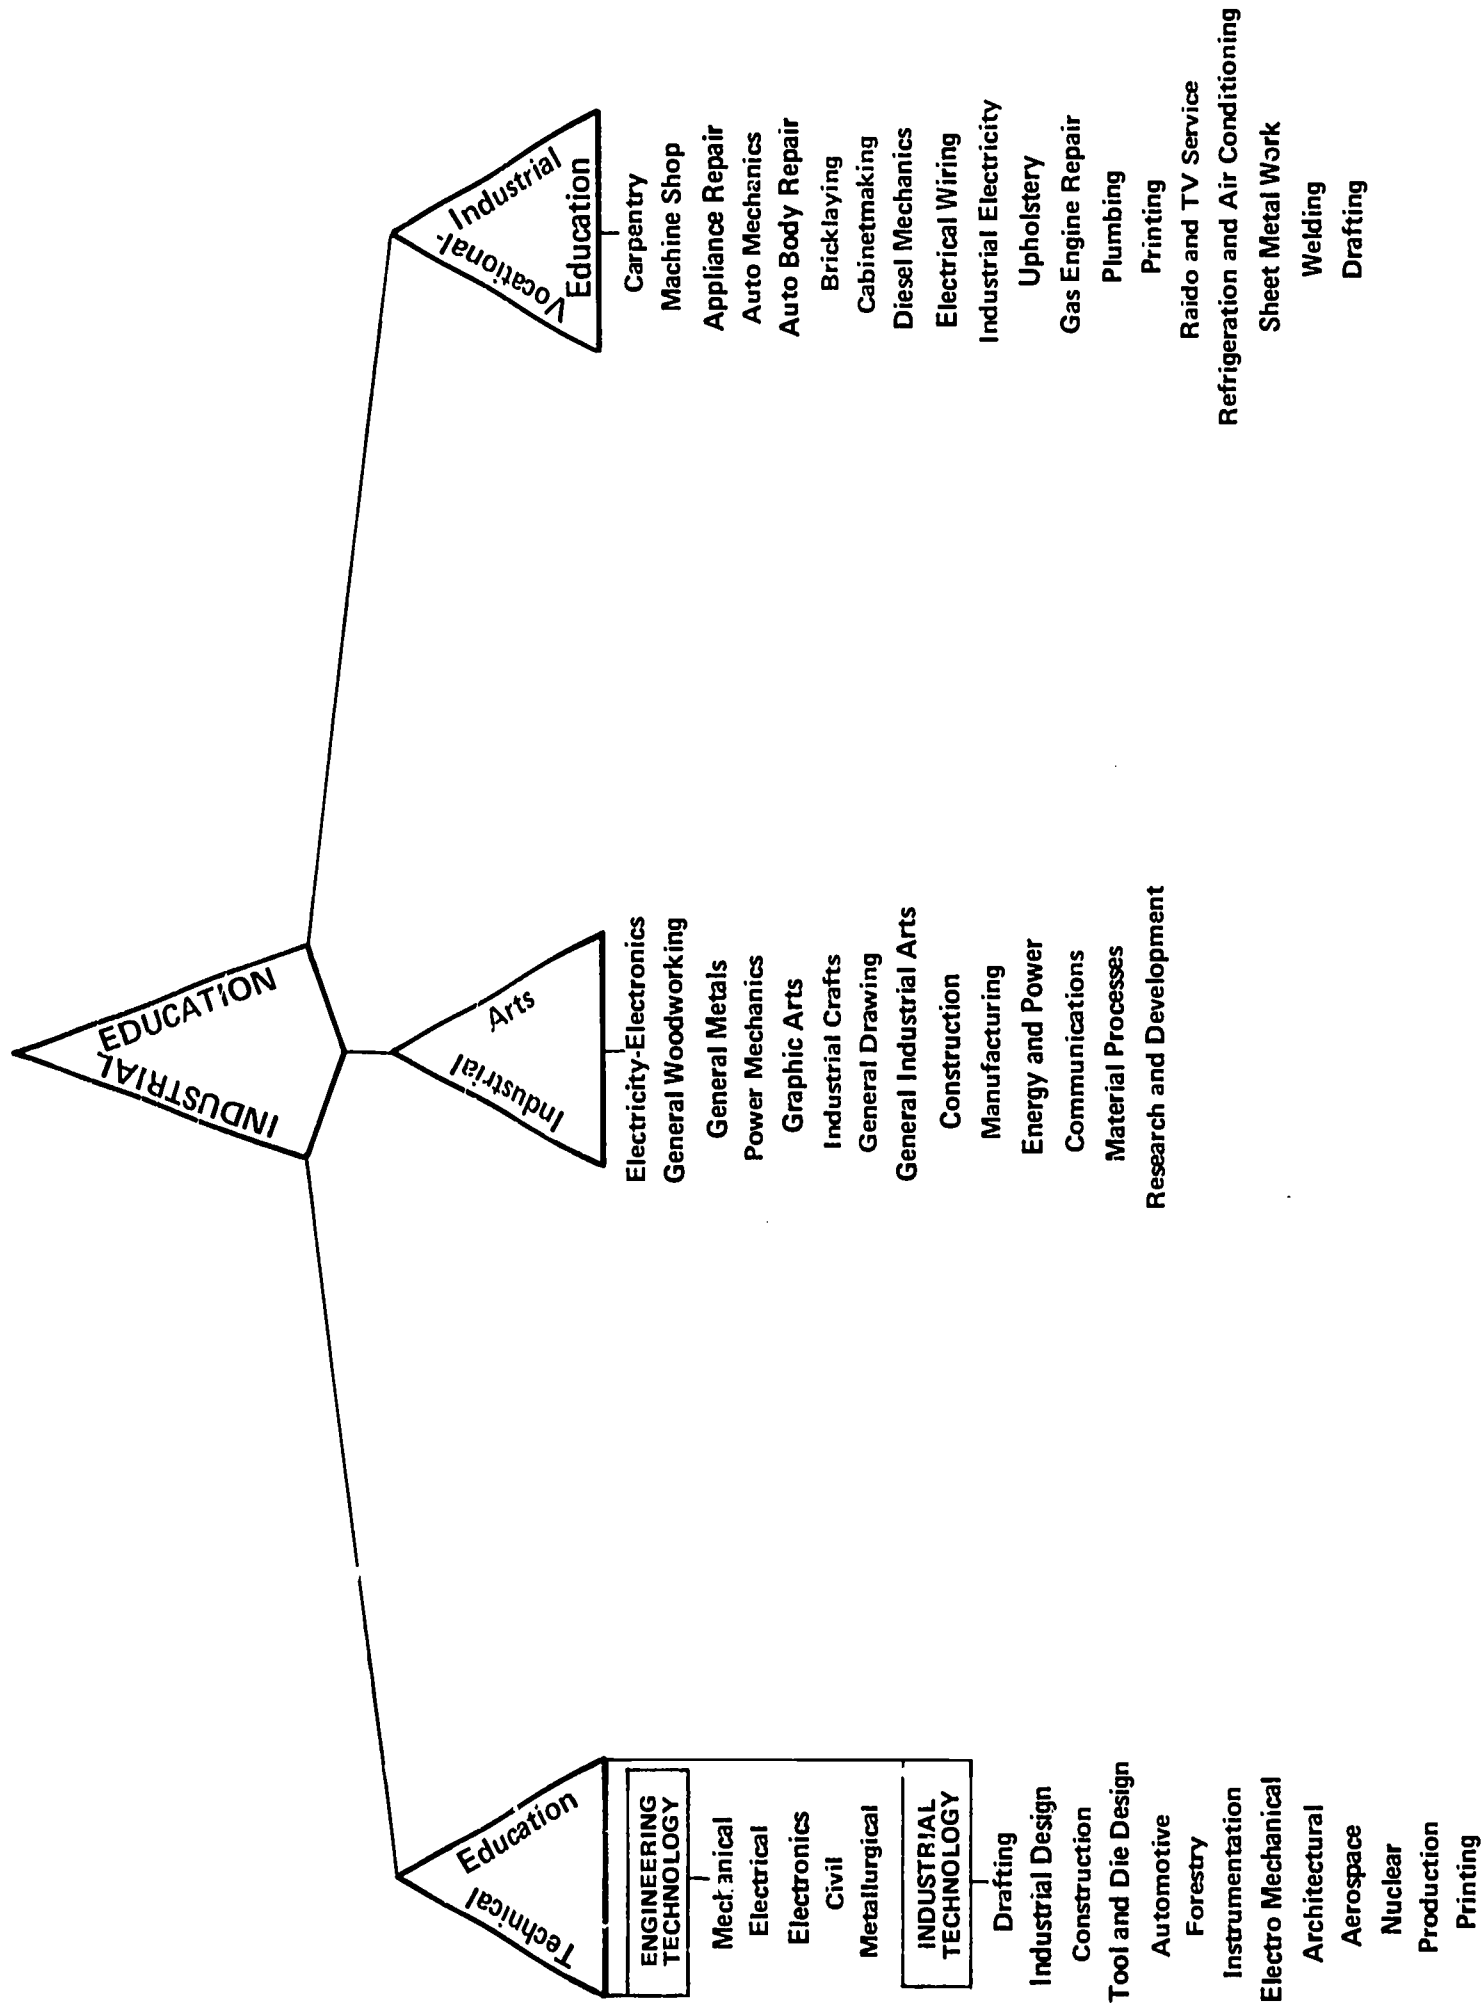 INDUSTRIAL EDUCATION
Technical Education
ENGINEERING
TECHNOLOGY
Mechanical
Electrical
Electronics
Civil
Metallurgical
INDUSTRIAL
TECHNOLOGY
Drafting
Industrial Design
Construction
Tool and Die Design
Automotive
Forestry
Instrumentation
Electro Mechanical
Architectural
Aerospace
Nuclear
Production
Printing
Industrial Arts
Electricity-Electronics
General Woodworking
General Metals
Power Mechanics
Graphic Arts
Industrial Crafts
General Drawing
General Industrial Arts
Construction
Manufacturing
Energy and Power
Communications
Material Processes
Research and Development
Vocational- Industrial
Education
Carpentry
Machine Shop
Appliance Repair
Auto Mechanics
Auto Body Repair
Bricklaying
Cabinetmaking
Diesel Mechanics
Electrical Wiring
Industrial Electricity
Upholstery
Gas Engine Repair
Plumbing
Printing
Raido and TV Service
Refrigeration and Air Conditioning
Sheet Metal Work
Welding
Drafting